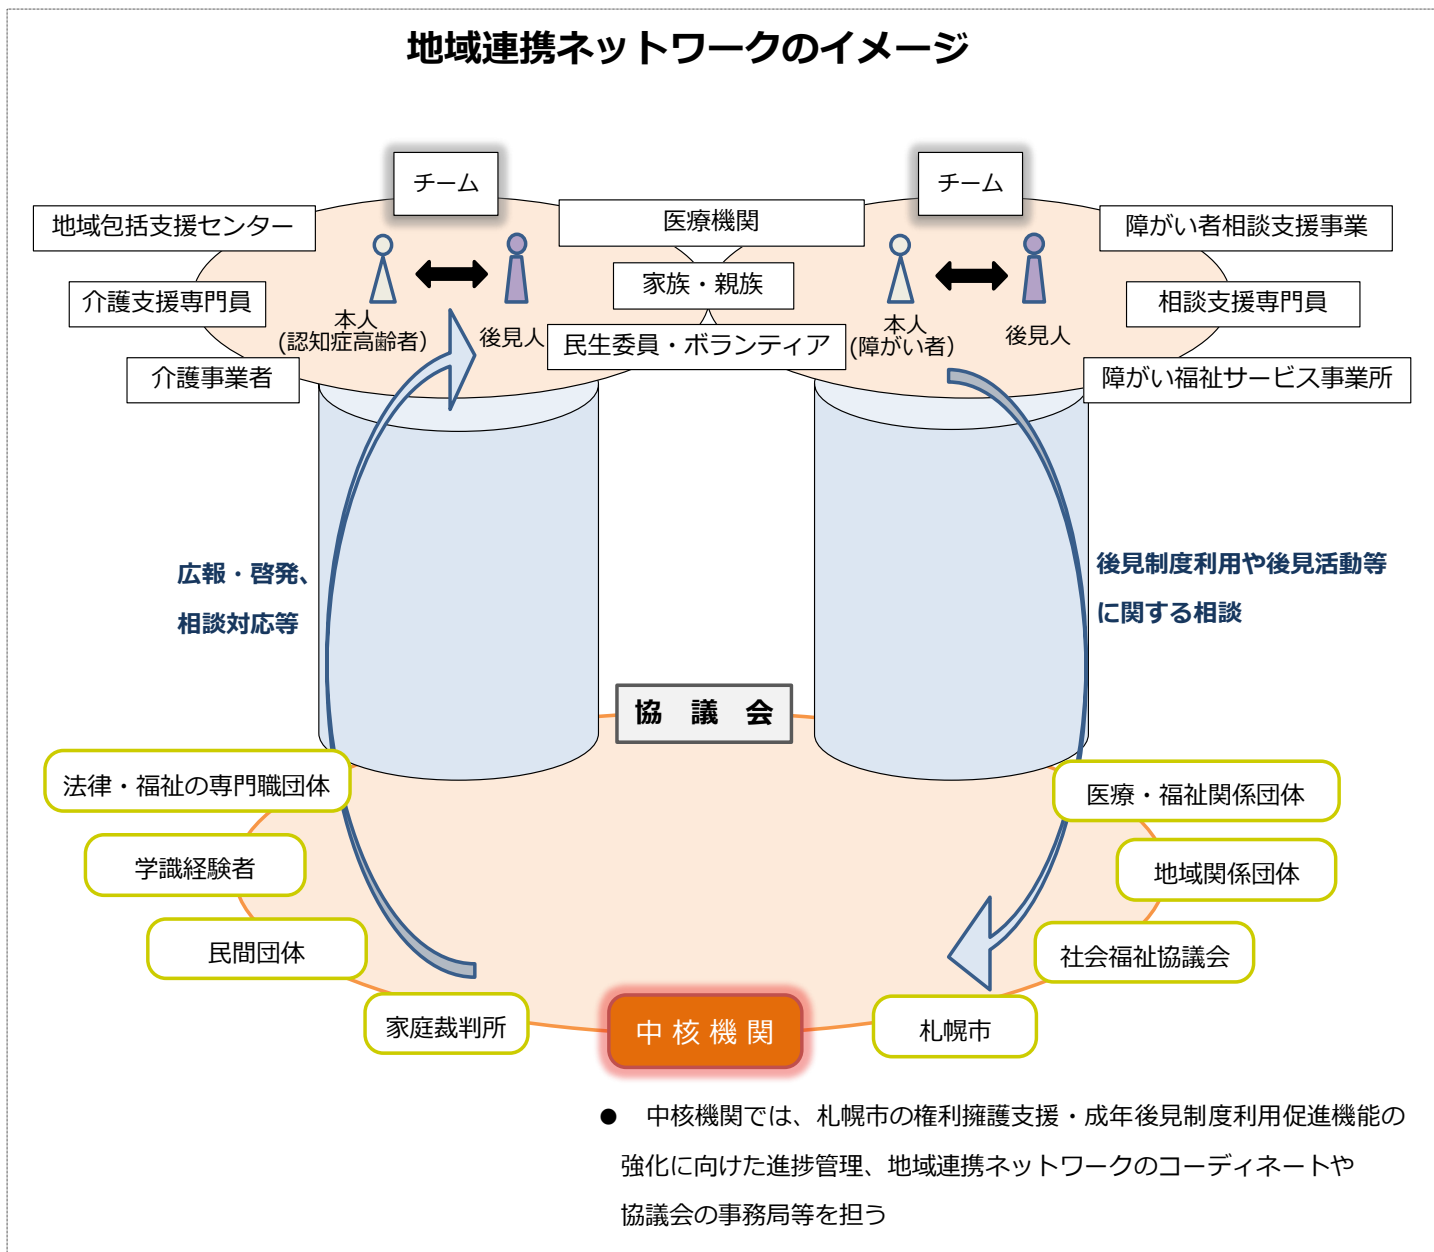 地域連携ネットワークのイメージ
チーム
チーム
地域包括支援センター
医療機関
障がい者相談支援事業
介護支援専門員
家族・親族
相談支援専門員
本人
(認知症高齢者)
後見人
民生委員・ボランティア
本人
(障がい者)
後見人
介護事業者
障がい福祉サービス事業所
広報・啓発、
相談対応等
後見制度利用や後見活動等
に関する相談
協 議 会
法律・福祉の専門職団体
医療・福祉関係団体
学識経験者
地域関係団体
民間団体
社会福祉協議会
家庭裁判所
中核機関
札幌市
● 中核機関では、札幌市の権利擁護支援・成年後見制度利用促進機能の
強化に向けた進捗管理、地域連携ネットワークのコーディネートや
協議会の事務局等を担う